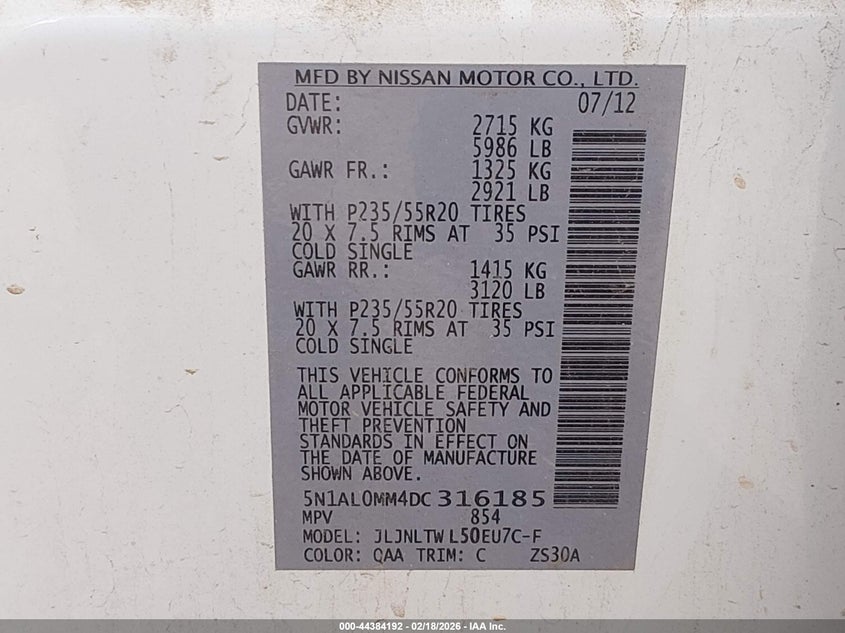 MFD BY NISSAN MOTOR CO., LTD.
DATE: 07/12
GVWR: 2715 KG
5986 LB
GAWR FR.: 1325 KG
2921 LB
WITH P235/55R20 TIRES
20 X 7.5 RIMS AT 35 PSI
COLD SINGLE
GAWR RR.: 1415 KG
3120 LB
WITH P235/55R20 TIRES
20 X 7.5 RIMS AT 35 PSI
COLD SINGLE
THIS VEHICLE CONFORMS TO
ALL APPLICABLE FEDERAL
MOTOR VEHICLE SAFETY AND
THEFT PREVENTION
STANDARDS IN EFFECT ON
THE DATE OF MANUFACTURE
SHOWN ABOVE.
5N1AL0MM4DC316185
MPV 854
MODEL: JLJNLTW L50EU7C-F
COLOR: QAA TRIM: C ZS30A
000-44384192 - 02/18/2026 - IAA Inc.